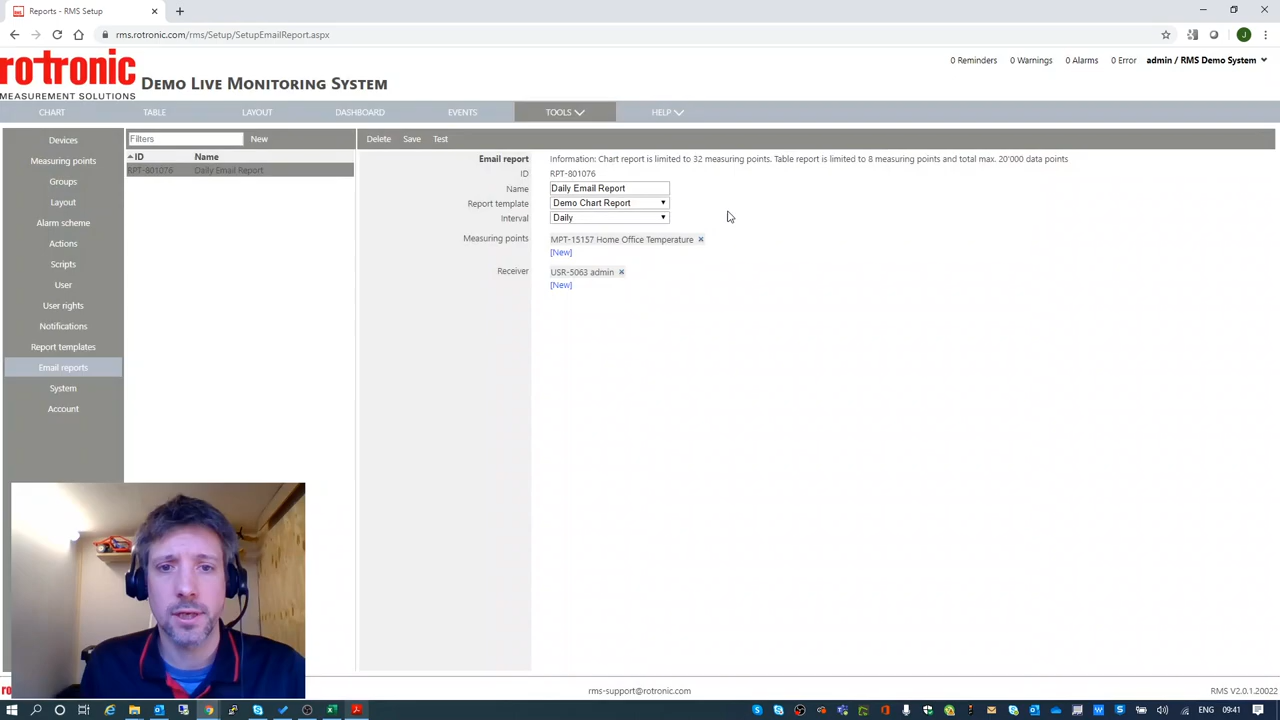 Reports - RMS Setup
rms.rotronic.com/rms/Setup/SetupEmailReport.aspx
J
rotronic
MEASUREMENT SOLUTIONS
DEMO LIVE MONITORING SYSTEM
0 Reminders 0 Warnings 0 Alarms 0 Error admin / RMS Demo System
CHART TABLE LAYOUT DASHBOARD EVENTS TOOLS HELP
Devices
Measuring points
Groups
Layout
Alarm scheme
Actions
Scripts
User
User rights
Notifications
Report templates
Email reports
System
Account
Filters New
ID Name
RPT-801076 Daily Email Report
Delete Save Test
Email report Information: Chart report is limited to 32 measuring points. Table report is limited to 8 measuring points and total max. 20'000 data points
ID RPT-801076
Name Daily Email Report
Report template Demo Chart Report
Interval Daily
Measuring points MPT-15157 Home Office Temperature
[New]
Receiver USR-5063 admin
[New]
rms-support@rotronic.com
RMS V2.0.1.20022
ENG 09:41